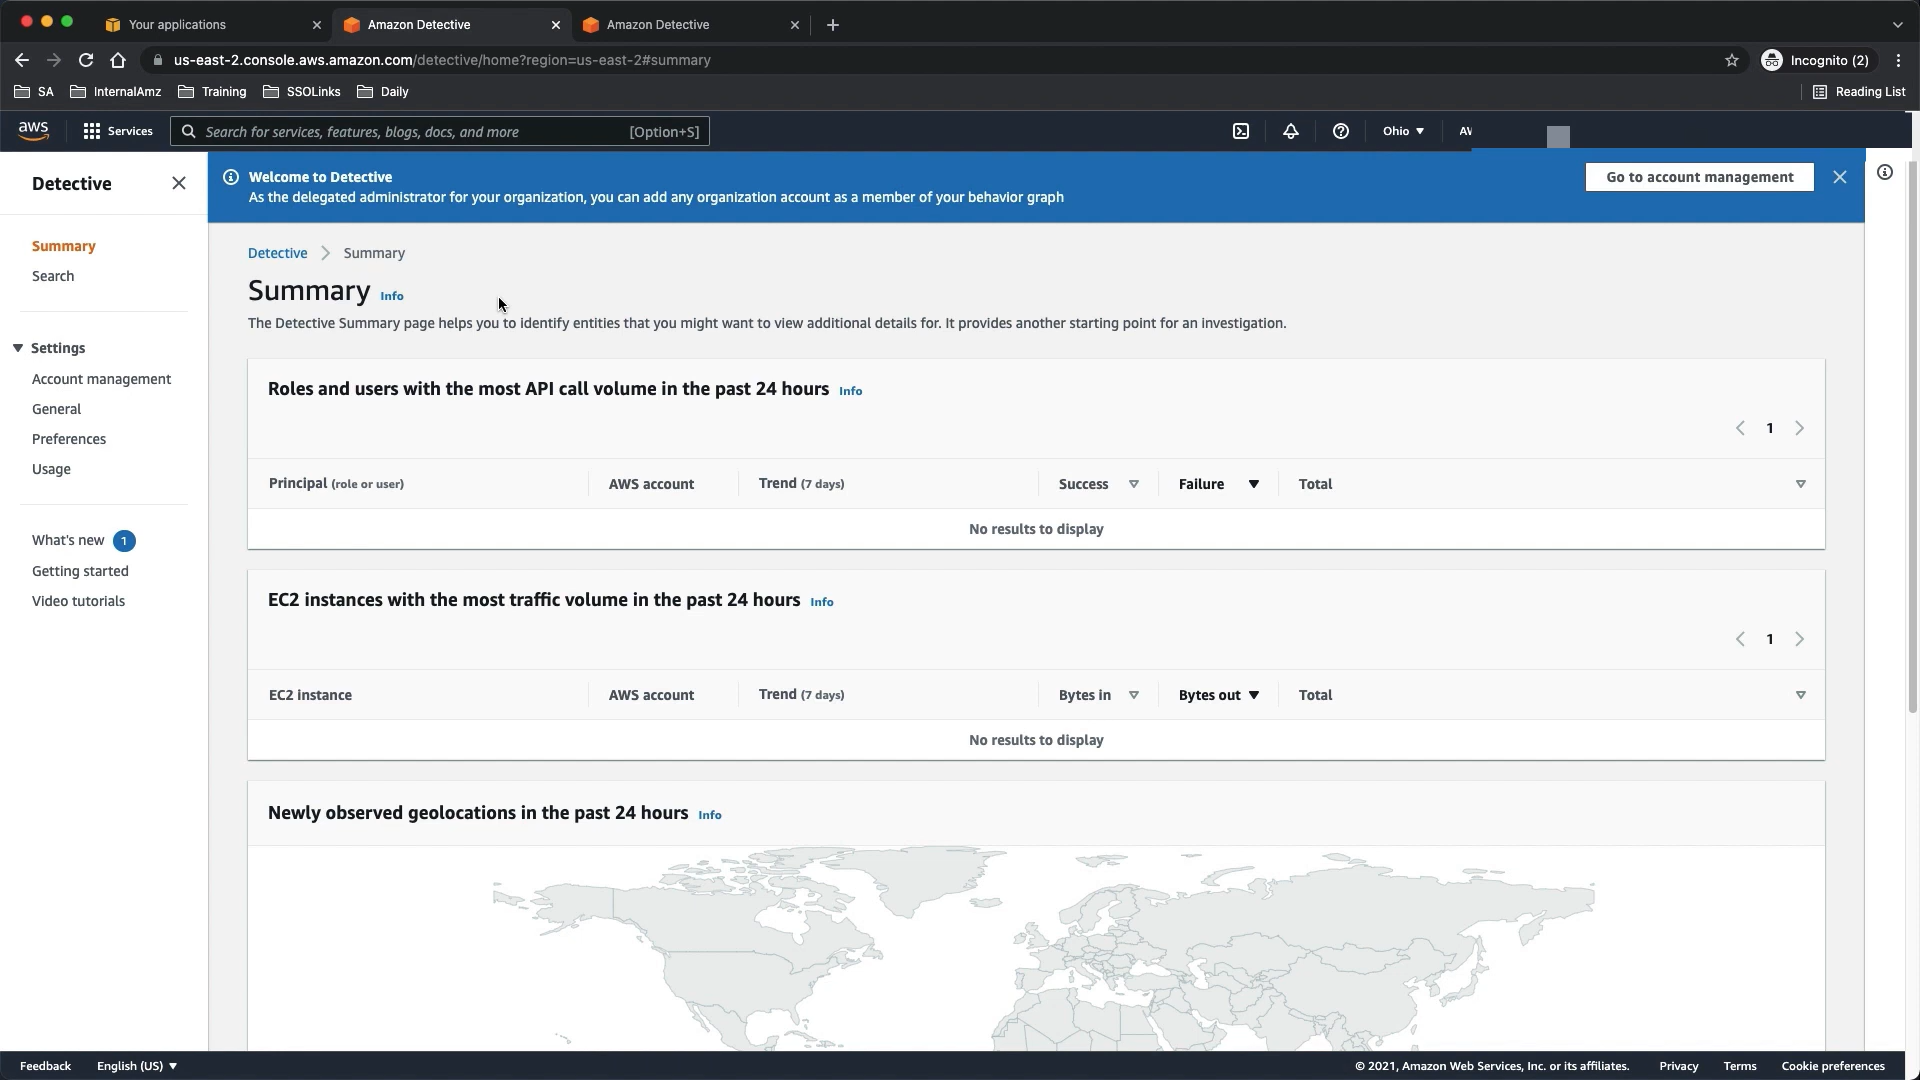 Your applications
Amazon Detective
Amazon Detective
us-east-2.console.aws.amazon.com/detective/home?region=us-east-2#summary
Incognito (2)
SA
InternalAmz
Training
SSOLinks
Daily
Reading List
aws
Services
Search for services, features, blogs, docs, and more
[Option+S]
Ohio
Detective
Welcome to Detective
As the delegated administrator for your organization, you can add any organization account as a member of your behavior graph
Go to account management
Summary
Search
Settings
Account management
General
Preferences
Usage
What's new 1
Getting started
Video tutorials
Detective Summary
Summary Info
The Detective Summary page helps you to identify entities that you might want to view additional details for. It provides another starting point for an investigation.
Roles and users with the most API call volume in the past 24 hours Info
1
Principal (role or user) AWS account Trend (7 days) Success Failure Total
No results to display
EC2 instances with the most traffic volume in the past 24 hours Info
1
EC2 instance AWS account Trend (7 days) Bytes in Bytes out Total
No results to display
Newly observed geolocations in the past 24 hours Info
Feedback English (US) © 2021, Amazon Web Services, Inc. or its affiliates. Privacy Terms Cookie preferences